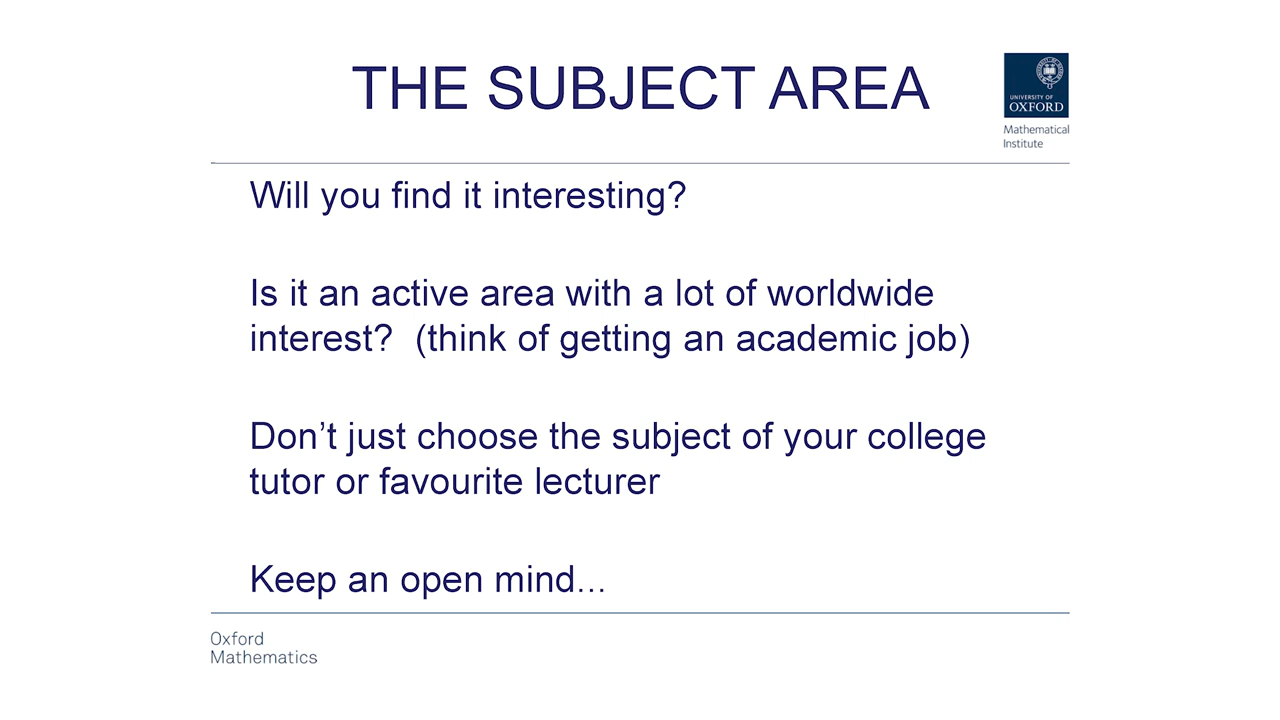 THE SUBJECT AREA
UNIVERSITY OF
OXFORD
Mathematical
Institute
Will you find it interesting?
Is it an active area with a lot of worldwide
interest?  (think of getting an academic job)
Don’t just choose the subject of your college
tutor or favourite lecturer
Keep an open mind...
Oxford
Mathematics